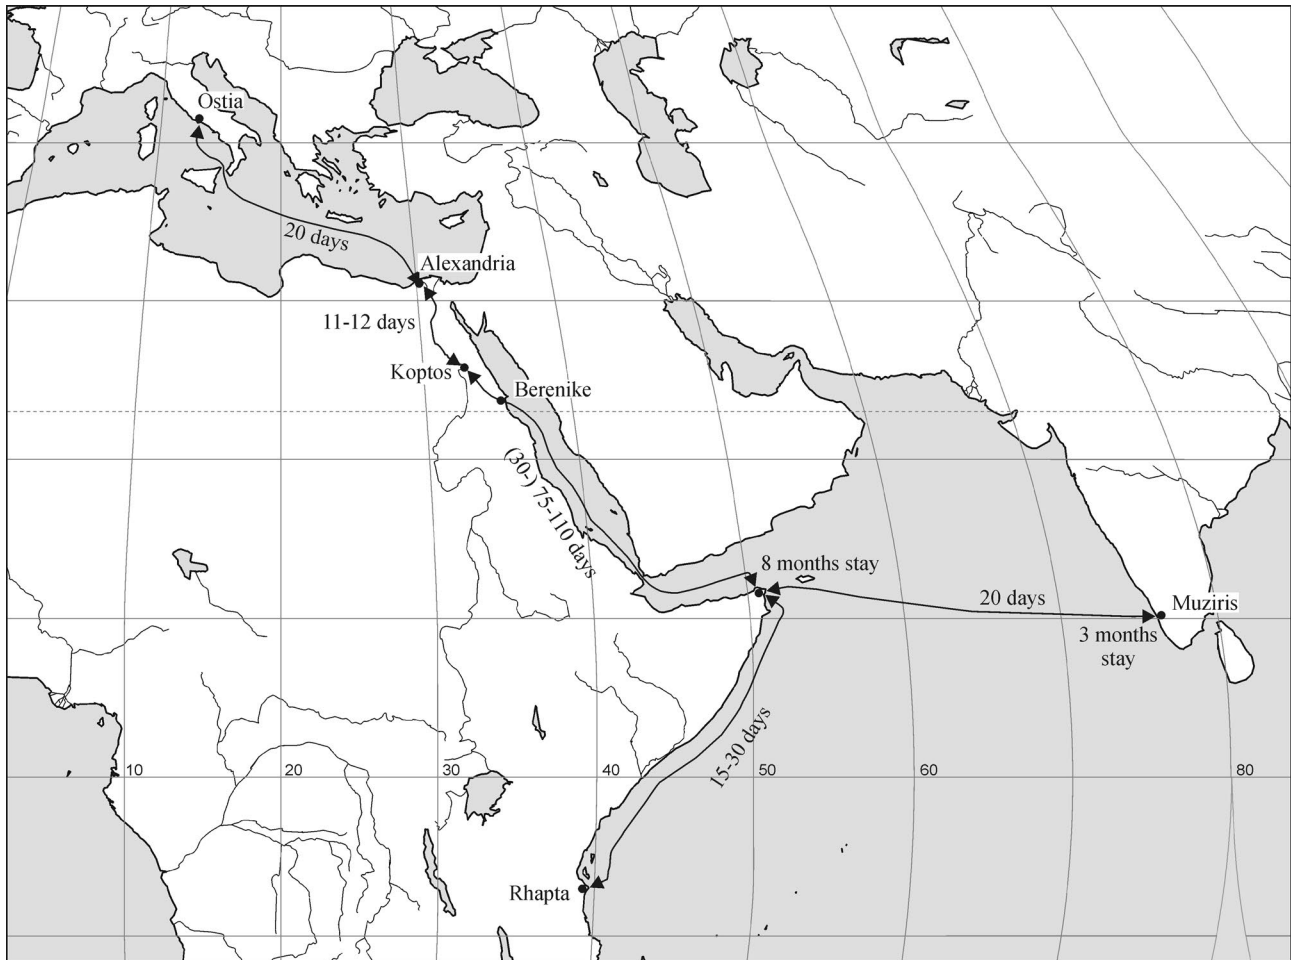 Ostia
20 days
Alexandria
11-12 days
Koptos
Berenike
(30-) 75-110 days
8 months stay
20 days
Muziris
3 months
stay
15-30 days
10
20
30
40
50
60
80
Rhapta